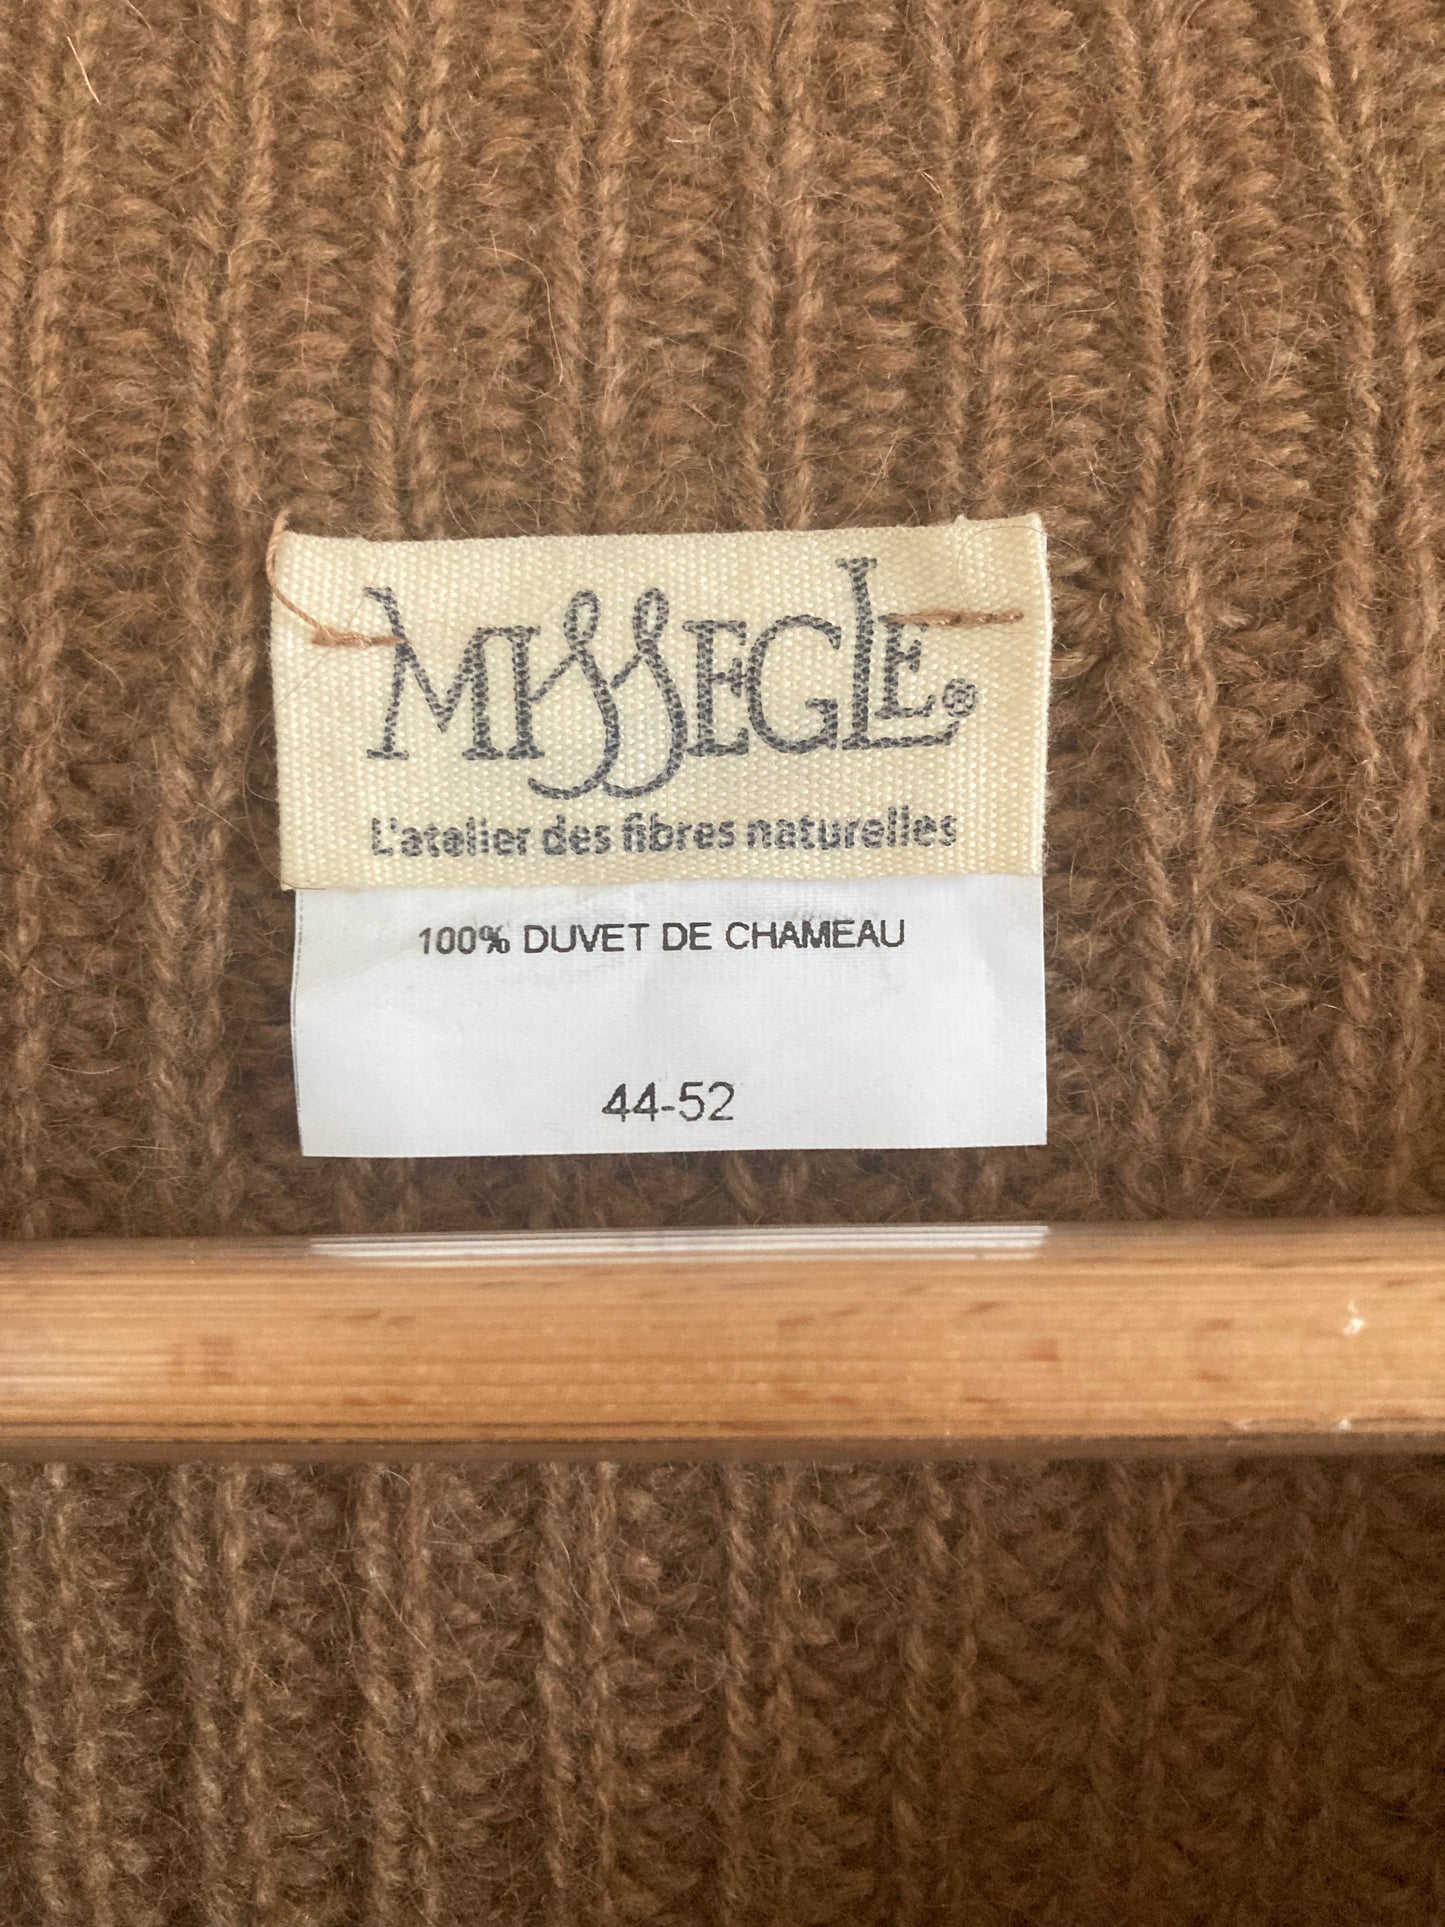 MISSEGLE®
L'atelier des fibres naturelles
100% DUVET DE CHAMEAU
44-52